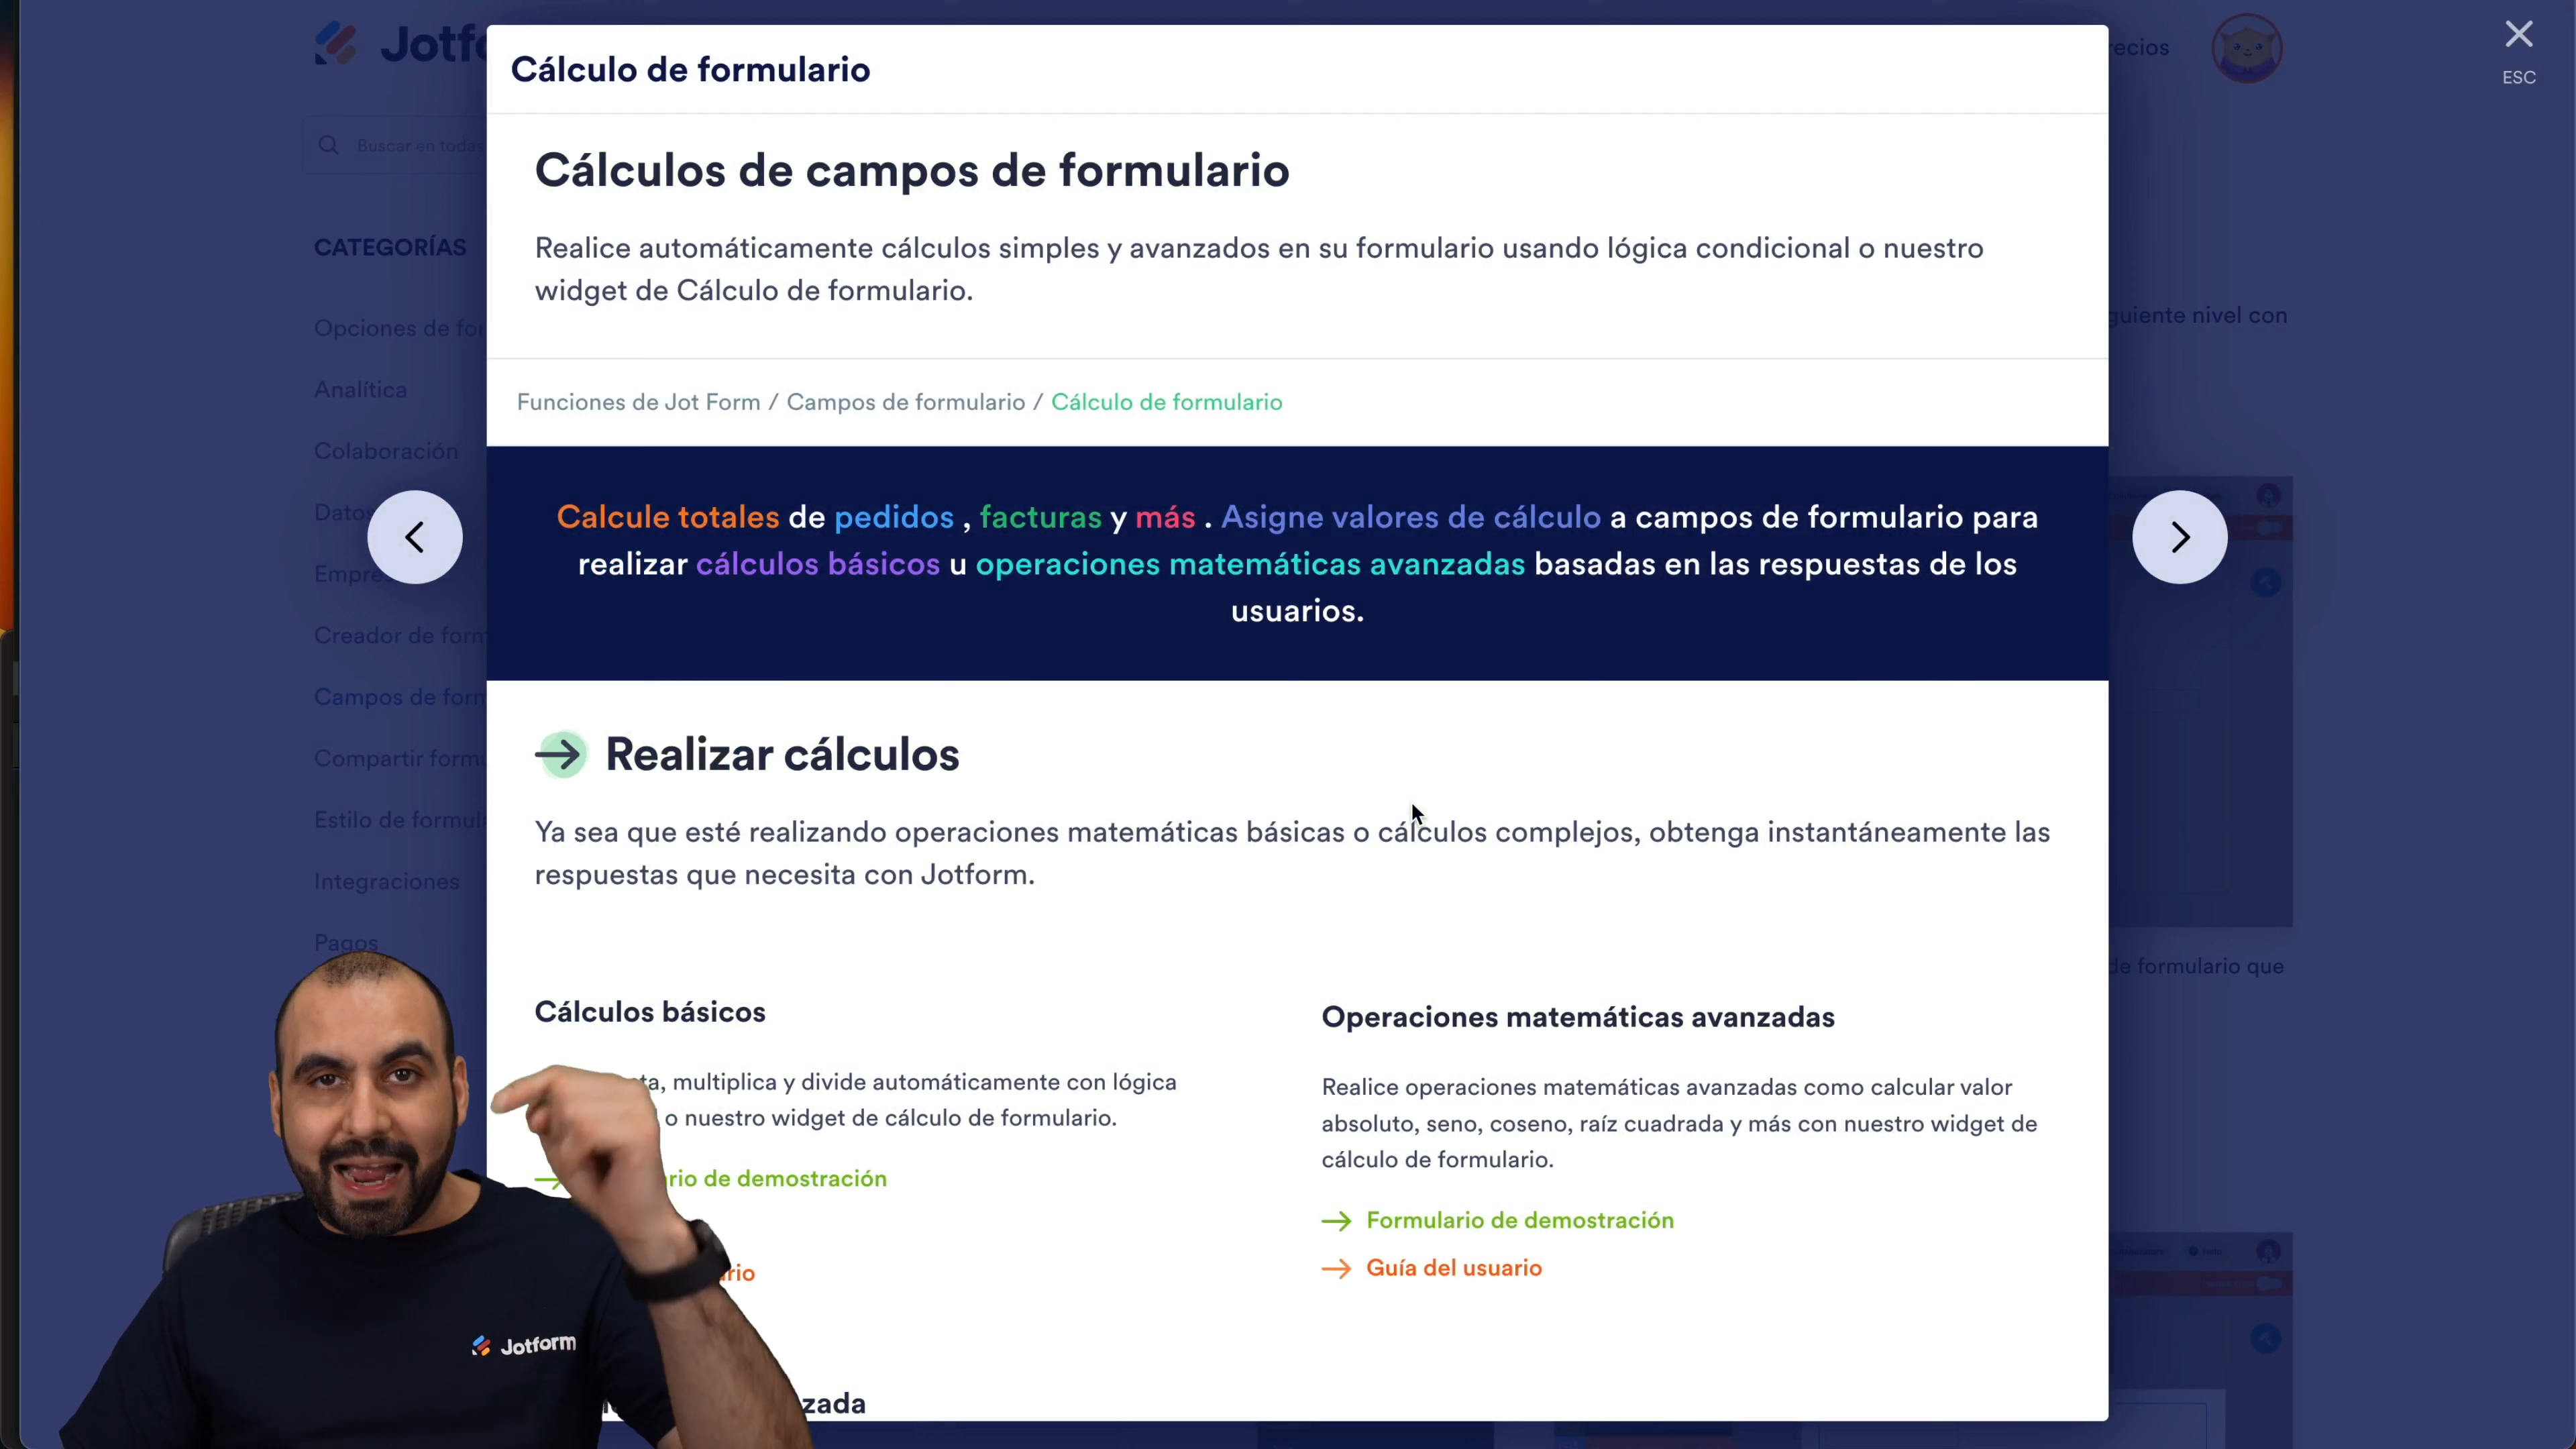 Jotfo
recios
ESC
Cálculo de formulario
Buscar en todas
Cálculos de campos de formulario
Realice automáticamente cálculos simples y avanzados en su formulario usando lógica condicional o nuestro
widget de Cálculo de formulario.
CATEGORÍAS
Opciones de for
Analítica
Colaboración
Dato
Empre
Creador de form
Campos de form
Compartir formu
Estilo de formula
Integraciones
Pagos
guiente nivel con
Funciones de Jot Form / Campos de formulario / Cálculo de formulario
Calcule totales de pedidos , facturas y más . Asigne valores de cálculo a campos de formulario para
realizar cálculos básicos u operaciones matemáticas avanzadas basadas en las respuestas de los
usuarios.
Realizar cálculos
Ya sea que esté realizando operaciones matemáticas básicas o cálculos complejos, obtenga instantáneamente las
respuestas que necesita con Jotform.
de formulario que
Cálculos básicos
ta, multiplica y divide automáticamente con lógica
o nuestro widget de cálculo de formulario.
rio de demostración
rio
Operaciones matemáticas avanzadas
Realice operaciones matemáticas avanzadas como calcular valor
absoluto, seno, coseno, raíz cuadrada y más con nuestro widget de
cálculo de formulario.
Formulario de demostración
Guía del usuario
Help
zada
Jotform